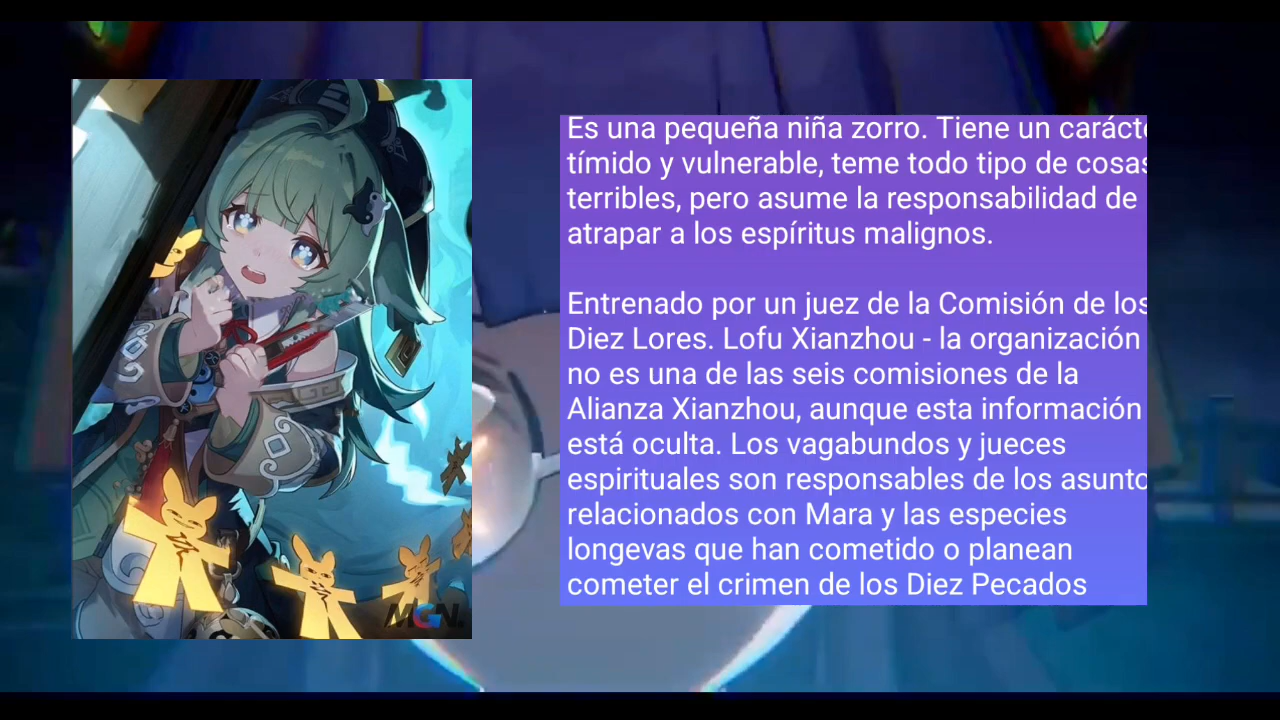 Es una pequeña niña zorro. Tiene un caráct
tímido y vulnerable, teme todo tipo de cosas
terribles, pero asume la responsabilidad de
atrapar a los espíritus malignos.
Entrenado por un juez de la Comisión de los
Diez Lores. Lofu Xianzhou - la organización
no es una de las seis comisiones de la
Alianza Xianzhou, aunque esta información
está oculta. Los vagabundos y jueces
espirituales son responsables de los asunto
relacionados con Mara y las especies
longevas que han cometido o planean
cometer el crimen de los Diez Pecados
MGN.